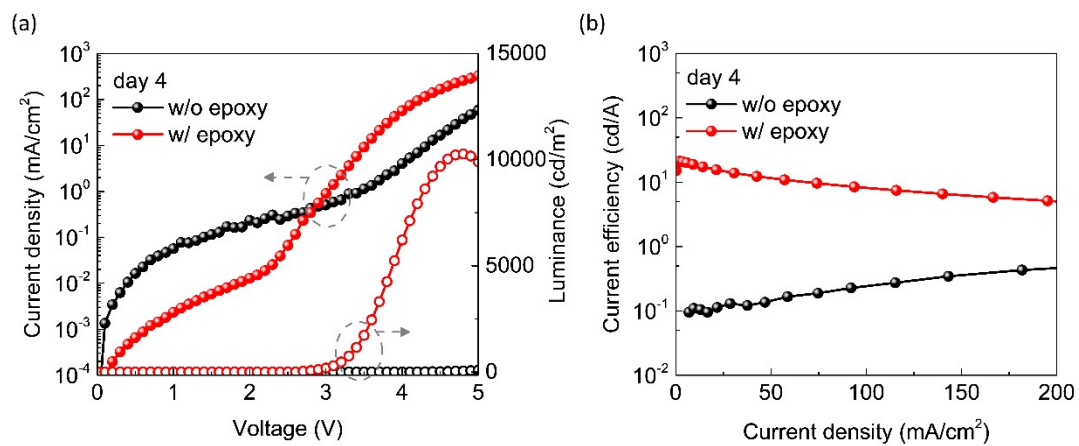 (a)
day 4
w/o epoxy
w/ epoxy
Current density (mA/cm²)
10³
10²
10¹
10⁰
10⁻¹
10⁻²
10⁻³
10⁻⁴
0 1 2 3 4 5
Voltage (V)
15000
10000
5000
0
Luminance (cd/m²)
(b)
day 4
w/o epoxy
w/ epoxy
Current efficiency (cd/A)
10³
10²
10¹
10⁰
10⁻¹
10⁻²
0 50 100 150 200
Current density (mA/cm²)